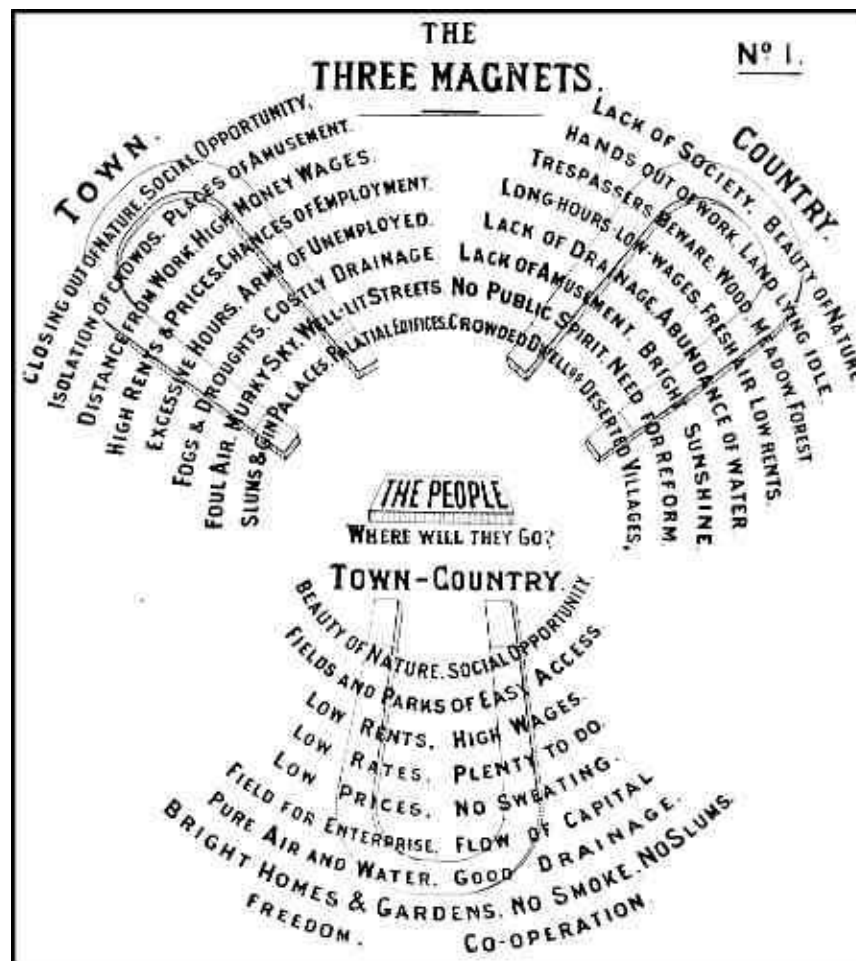 THE
THREE MAGNETS.
Nº 1.
TOWN.
CLOSING OUT OF NATURE. SOCIAL OPPORTUNITY.
ISOLATION OF CROWDS. PLACES OF AMUSEMENT.
DISTANCE FROM WORK. HIGH MONEY WAGES.
HIGH RENTS & PRICES. CHANCES OF EMPLOYMENT.
EXCESSIVE HOURS. ARMY OF UNEMPLOYED.
FOGS & DROUGHTS. COSTLY DRAINAGE
FOUL AIR. MURKY SKY. WELL-LIT STREETS
SLUMS & GIN PALACES. PALATIAL EDIFICES.
COUNTRY.
LACK OF SOCIETY. BEAUTY OF NATURE
HANDS OUT OF WORK. LAND LYING IDLE.
TRESPASSERS BEWARE. WOOD, MEADOW, FOREST
LONG-HOURS-LOW-WAGES. FRESH AIR LOW RENTS.
LACK OF DRAINAGE. ABUNDANCE OF WATER
LACK OF AMUSEMENT. BRIGHT SUNSHINE.
NO PUBLIC SPIRIT. NEED FOR REFORM.
CROWDED DWELLGS DESERTED VILLAGES,
THE PEOPLE
WHERE WILL THEY GO?
TOWN-COUNTRY.
BEAUTY OF NATURE. SOCIAL OPPORTUNITY.
FIELDS AND PARKS OF EASY ACCESS.
LOW RENTS, HIGH WAGES.
LOW RATES, PLENTY TO DO.
LOW PRICES, NO SWEATING.
FIELD FOR ENTERPRISE, FLOW OF CAPITAL
PURE AIR AND WATER, GOOD DRAINAGE.
BRIGHT HOMES & GARDENS, NO SMOKE, NO SLUMS.
FREEDOM. CO-OPERATION.